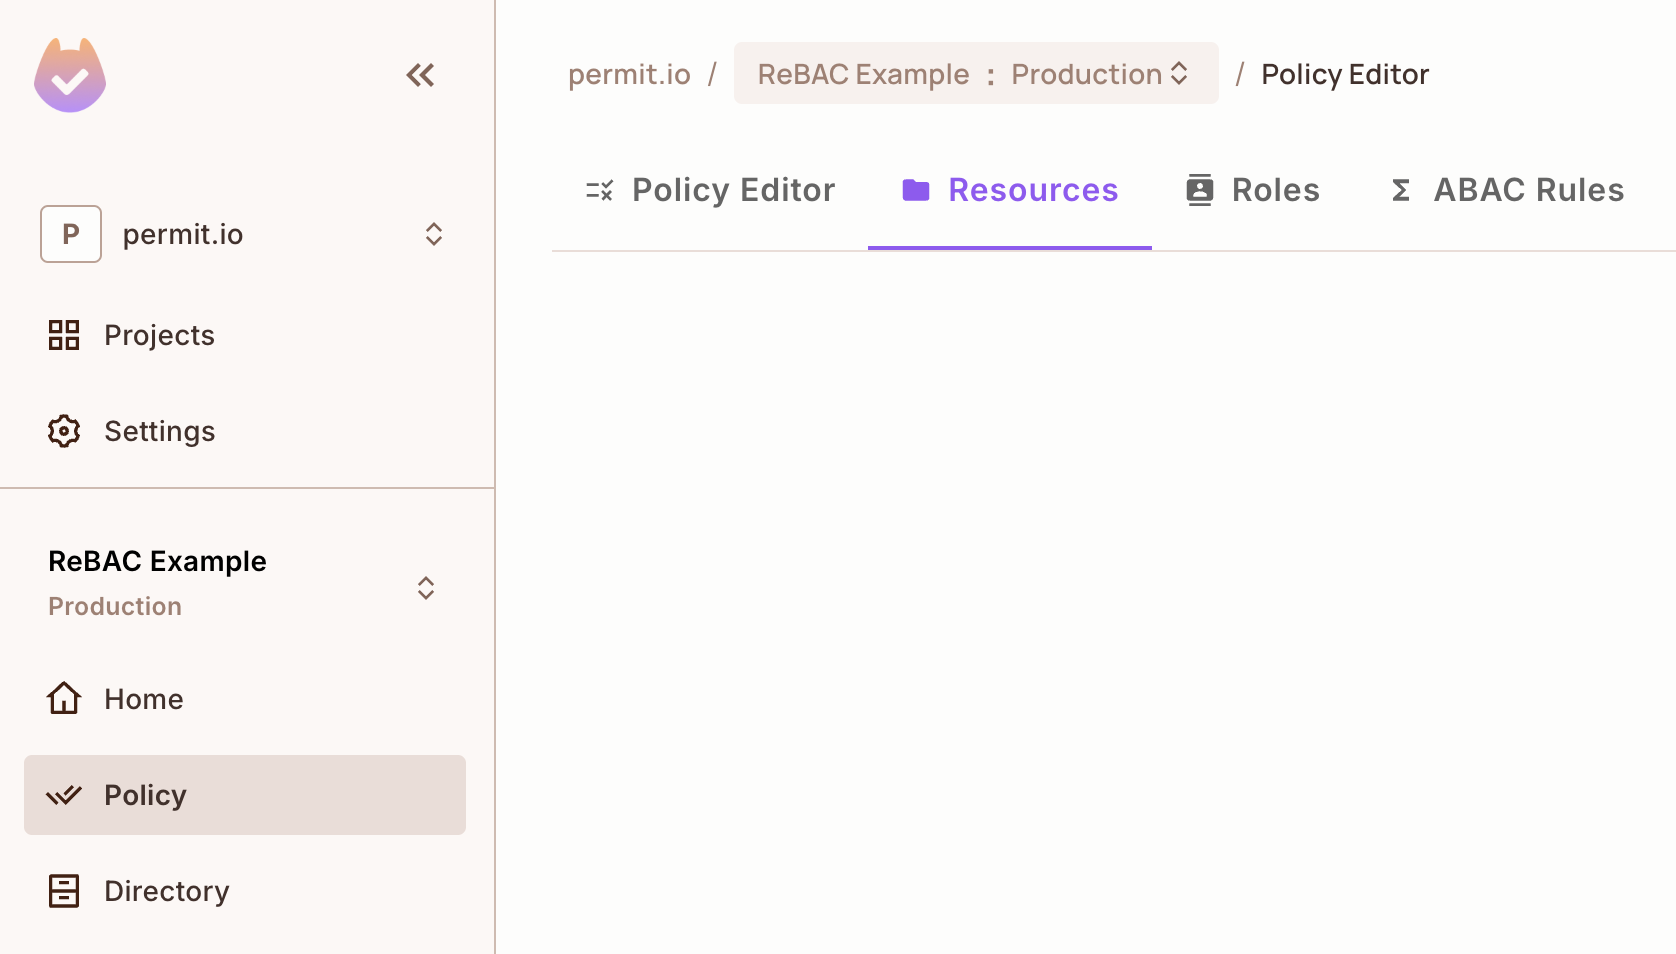 permit.io / ReBAC Example : Production / Policy Editor
P permit.io
Projects
Settings
ReBAC Example
Production
Home
Policy
Directory
Policy Editor Resources Roles ABAC Rules